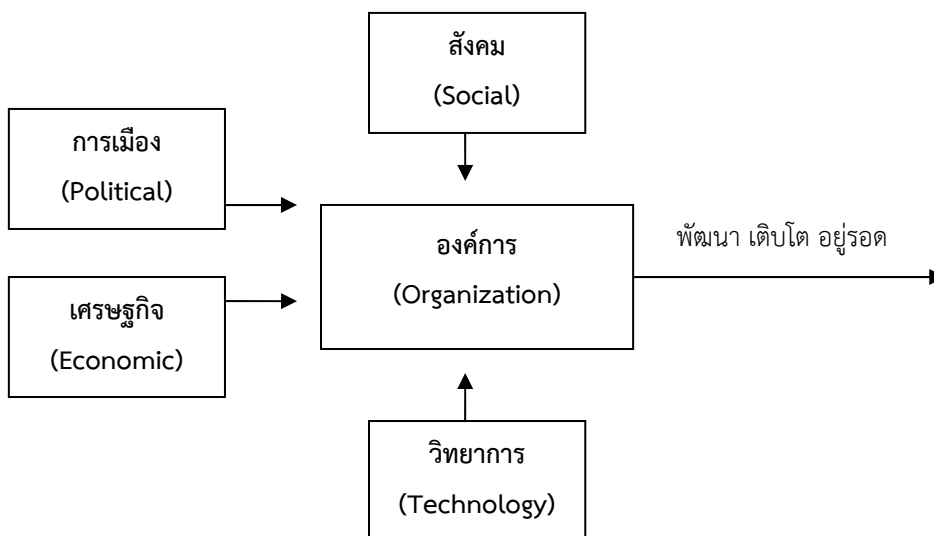 สังคม
(Social)
การเมือง
(Political)
องค์การ
(Organization)
พัฒนา เติบโต อยู่รอด
เศรษฐกิจ
(Economic)
วิทยาการ
(Technology)